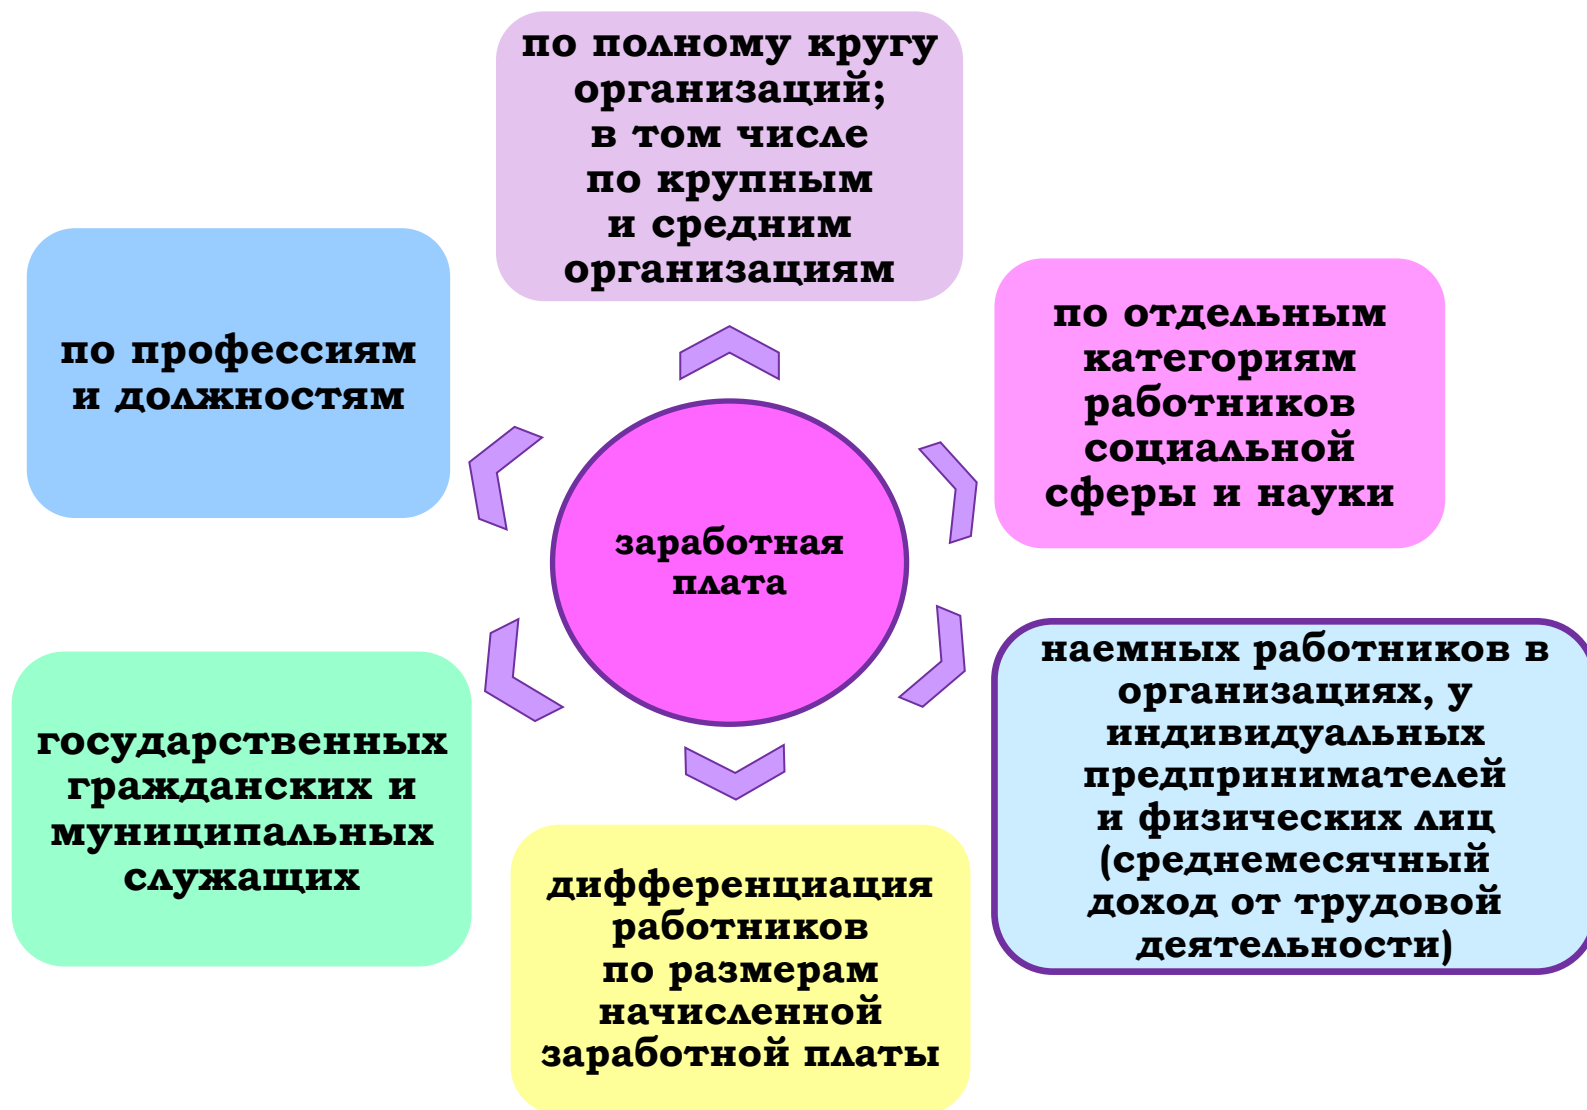 по полному кругу
организаций;
в том числе
по крупным
и средним
организациям
по профессиям
и должностям
по отдельным
категориям
работников
социальной
сферы и науки
заработная
плата
наемных работников в
организациях, у
индивидуальных
предпринимателей
и физических лиц
(среднемесячный
доход от трудовой
деятельности)
государственных
гражданских и
муниципальных
служащих
дифференциация
работников
по размерам
начисленной
заработной платы